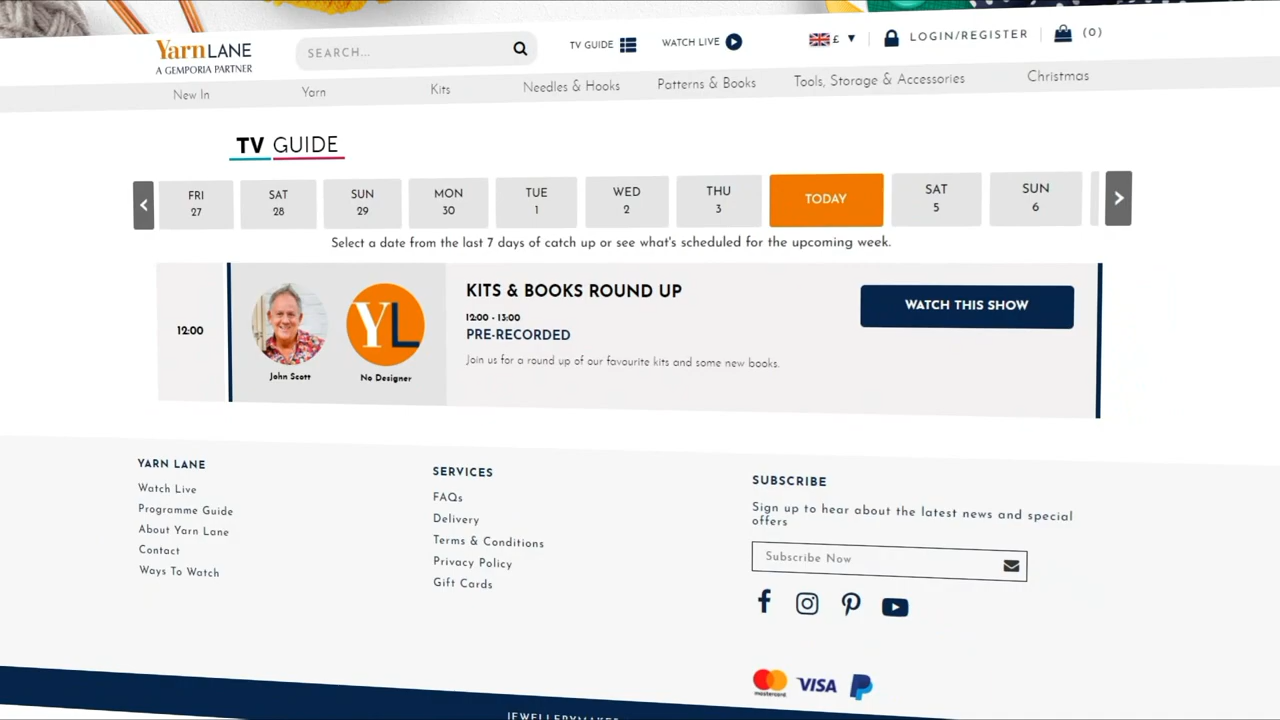 YarnLANE
A GEMPORIA PARTNER
SEARCH...
TV GUIDE
WATCH LIVE
£
LOGIN/REGISTER
(0)
New In
Yarn
Kits
Needles & Hooks
Patterns & Books
Tools, Storage & Accessories
Christmas
TV GUIDE
FRI
27
SAT
28
SUN
29
MON
30
TUE
1
WED
2
THU
3
TODAY
SAT
5
SUN
6
Select a date from the last 7 days of catch up or see what's scheduled for the upcoming week.
12:00
John Scott
YL
No Designer
KITS & BOOKS ROUND UP
12:00 - 13:00
PRE-RECORDED
Join us for a round up of our favourite kits and some new books.
WATCH THIS SHOW
YARN LANE
Watch Live
Programme Guide
About Yarn Lane
Contact
Ways To Watch
SERVICES
FAQs
Delivery
Terms & Conditions
Privacy Policy
Gift Cards
SUBSCRIBE
Sign up to hear about the latest news and special
offers
Subscribe Now
mastercard
VISA